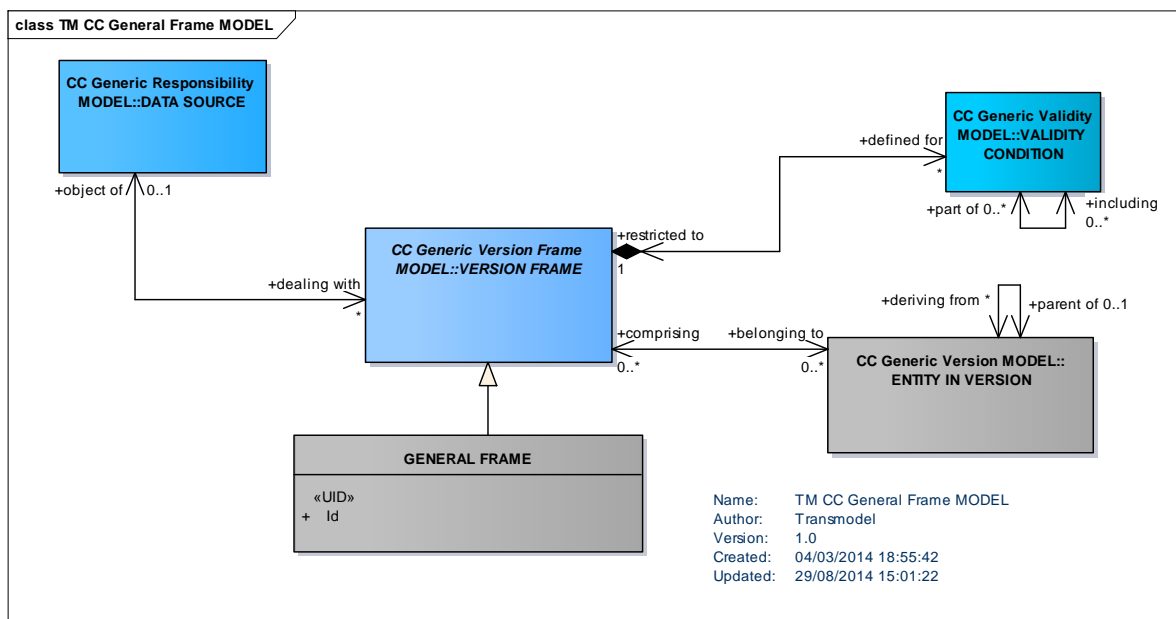 class TM CC General Frame MODEL
CC Generic Responsibility
MODEL::DATA SOURCE
+object of
0..1
CC Generic Validity
MODEL::VALIDITY
CONDITION
+defined for
*
+part of 0..*
+including
0..*
CC Generic Version Frame
MODEL::VERSION FRAME
+restricted to
1
+dealing with
*
+deriving from *
+parent of 0..1
+comprising
0..*
+belonging to
0..*
CC Generic Version MODEL::
ENTITY IN VERSION
GENERAL FRAME
«UID»
+ Id
Name: TM CC General Frame MODEL
Author: Transmodel
Version: 1.0
Created: 04/03/2014 18:55:42
Updated: 29/08/2014 15:01:22